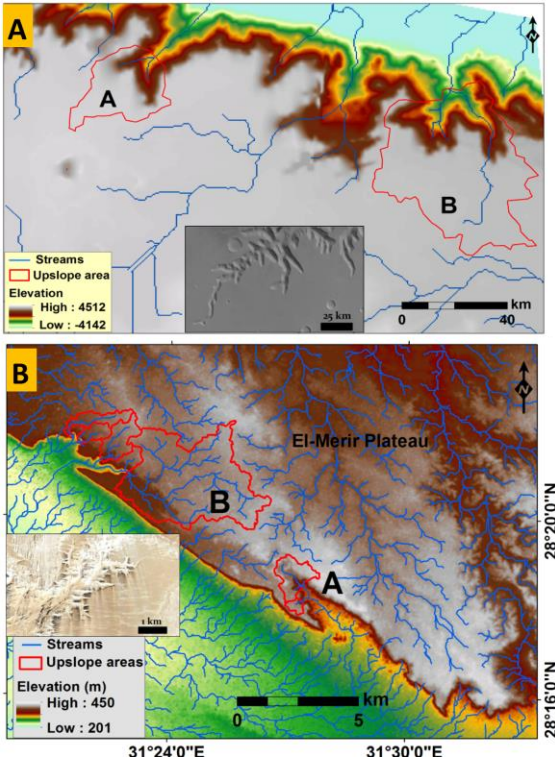 A
N
A
B
Streams
Upslope area
Elevation
High : 4512
Low : -4142
25 km
km
0 40
B
N
El-Merir Plateau
B
A
1 km
Streams
Upslope areas
Elevation (m)
High : 450
Low : 201
km
0 5
28°20'0"N
28°16'0"N
31°24'0"E 31°30'0"E